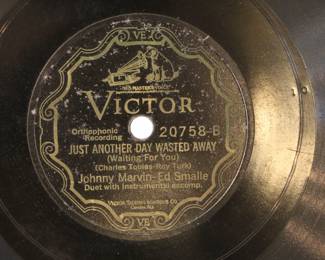 VE
"HIS MASTER'S VOICE"
VICTOR
Orthophonic
Recording
20758-B
JUST ANOTHER DAY WASTED AWAY
(Waiting For You)
(Charles Tobias-Roy Turk)
Johnny Marvin-Ed Smalle
Duet with instrumental accomp.
VICTOR TALKING MACHINE CO.
Camden, N.J.
VE